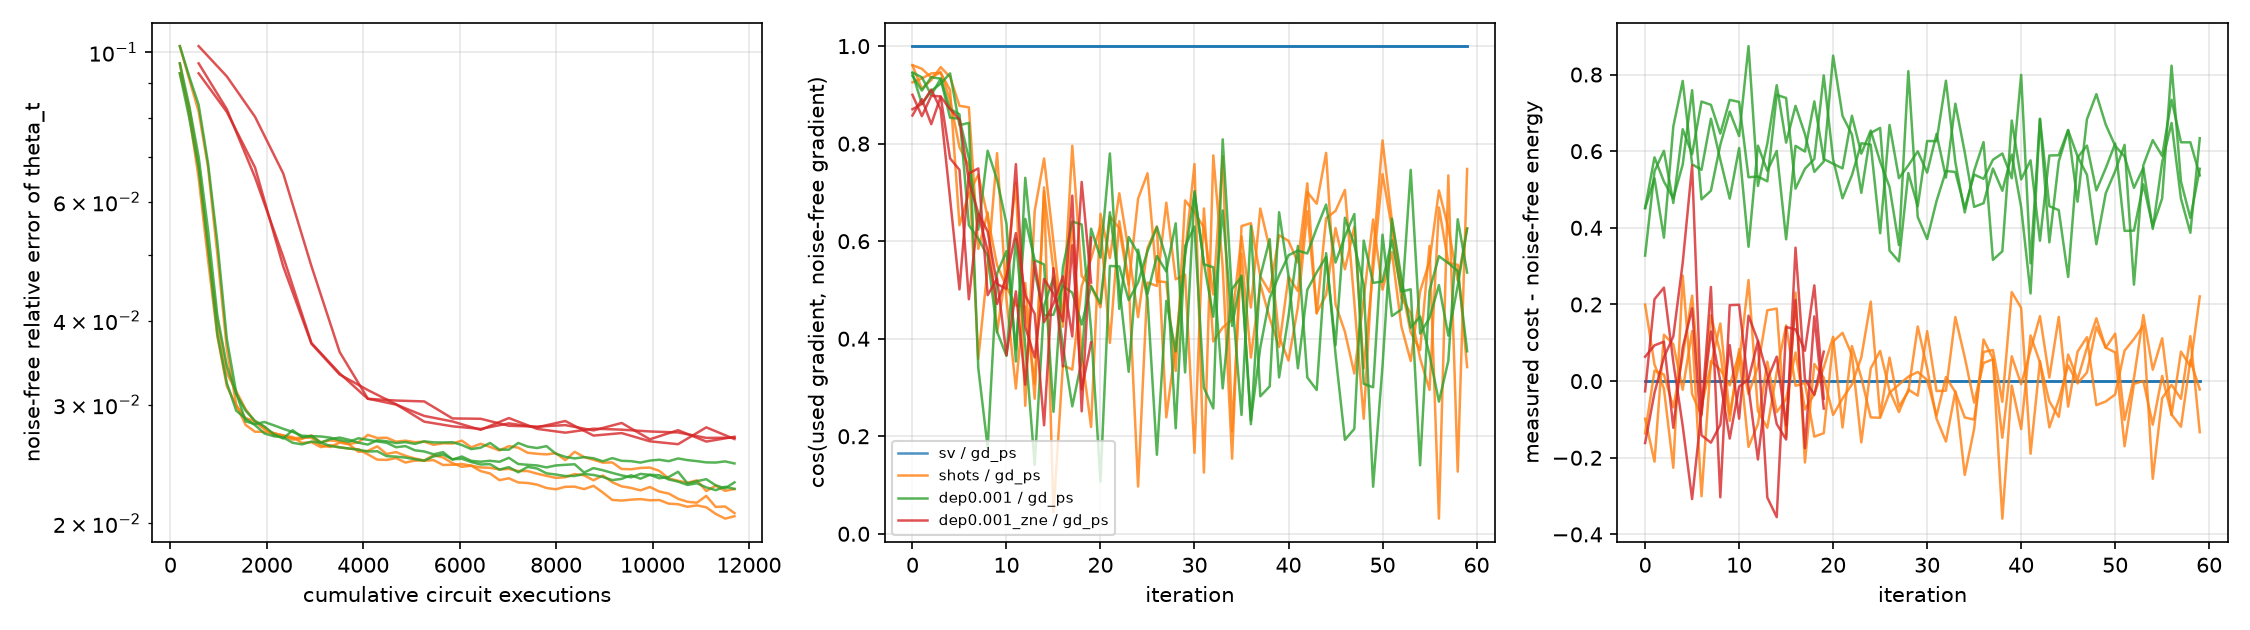 noise-free relative error of theta_t
10⁻¹
6 × 10⁻²
4 × 10⁻²
3 × 10⁻²
2 × 10⁻²
0 2000 4000 6000 8000 10000 12000
cumulative circuit executions
cos(used gradient, noise-free gradient)
1.0
0.8
0.6
0.4
0.2
0.0
sv / gd_ps
shots / gd_ps
dep0.001 / gd_ps
dep0.001_zne / gd_ps
0 10 20 30 40 50 60
iteration
measured cost - noise-free energy
0.8
0.6
0.4
0.2
0.0
−0.2
−0.4
0 10 20 30 40 50 60
iteration